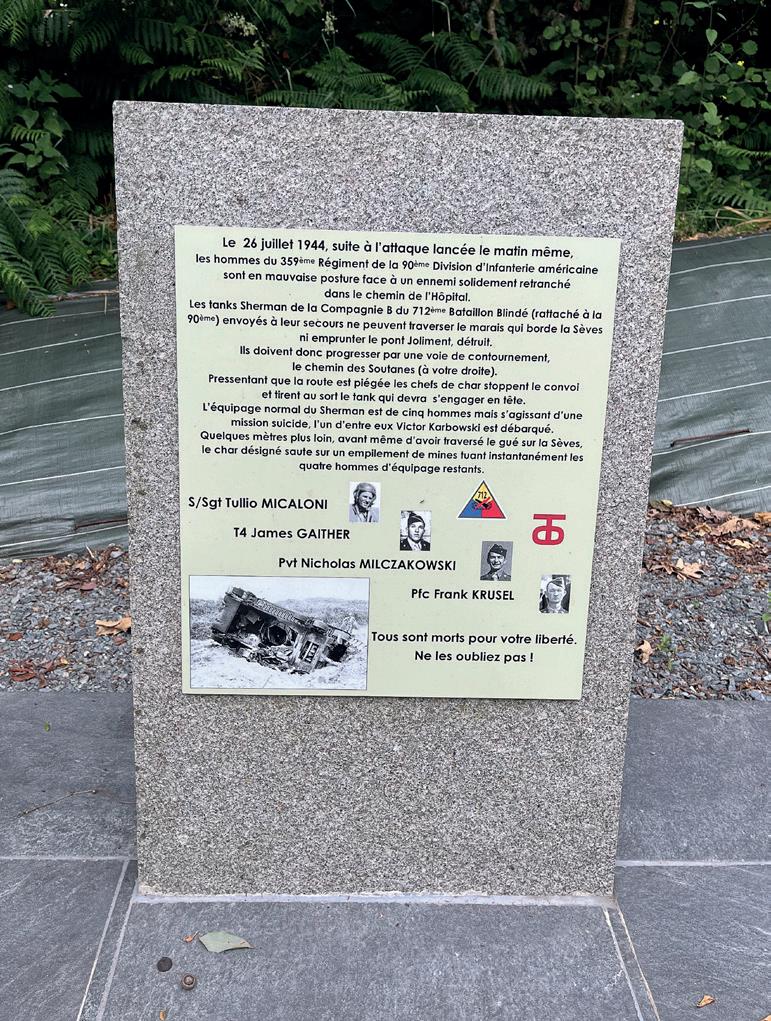 Le 26 juillet 1944, suite à l'attaque lancée le matin même,
les hommes du 359ème Régiment de la 90ème Division d'Infanterie américaine
sont en mauvaise posture face à un ennemi solidement retranché
dans le chemin de l'Hôpital.
Les tanks Sherman de la Compagnie B du 712ème Bataillon Blindé (rattaché à la
90ème) envoyés à leur secours ne peuvent traverser le marais qui borde la Sèves
ni emprunter le pont Joliment, détruit.
Ils doivent donc progresser par une voie de contournement,
le chemin des Soutanes (à votre droite).
Pressentant que la route est piégée les chefs de char stoppent le convoi
et tirent au sort le tank qui devra s'engager en tête.
L'équipage normal du Sherman est de cinq hommes mais s'agissant d'une
mission suicide, l'un d'entre eux Victor Karbowski est débarqué.
Quelques mètres plus loin, avant même d'avoir traversé le gué sur la Sèves,
le char désigné saute sur un empilement de mines tuant instantanément les
quatre hommes d'équipage restants.
S/Sgt Tullio MICALONI
712
T4 James GAITHER
Pvt Nicholas MILCZAKOWSKI
Pfc Frank KRUSEL
Tous sont morts pour votre liberté.
Ne les oubliez pas !